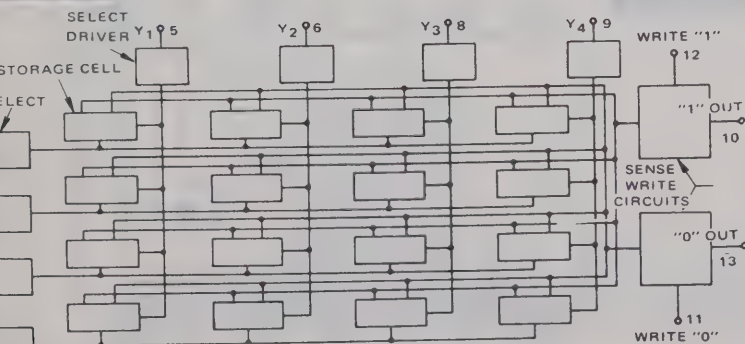 SELECT
DRIVER
Y1 5
Y2 6
Y3 8
Y4 9
WRITE "1"
12
STORAGE CELL
"1" OUT
10
SENSE
WRITE
CIRCUITS
"0" OUT
13
11
WRITE "0"